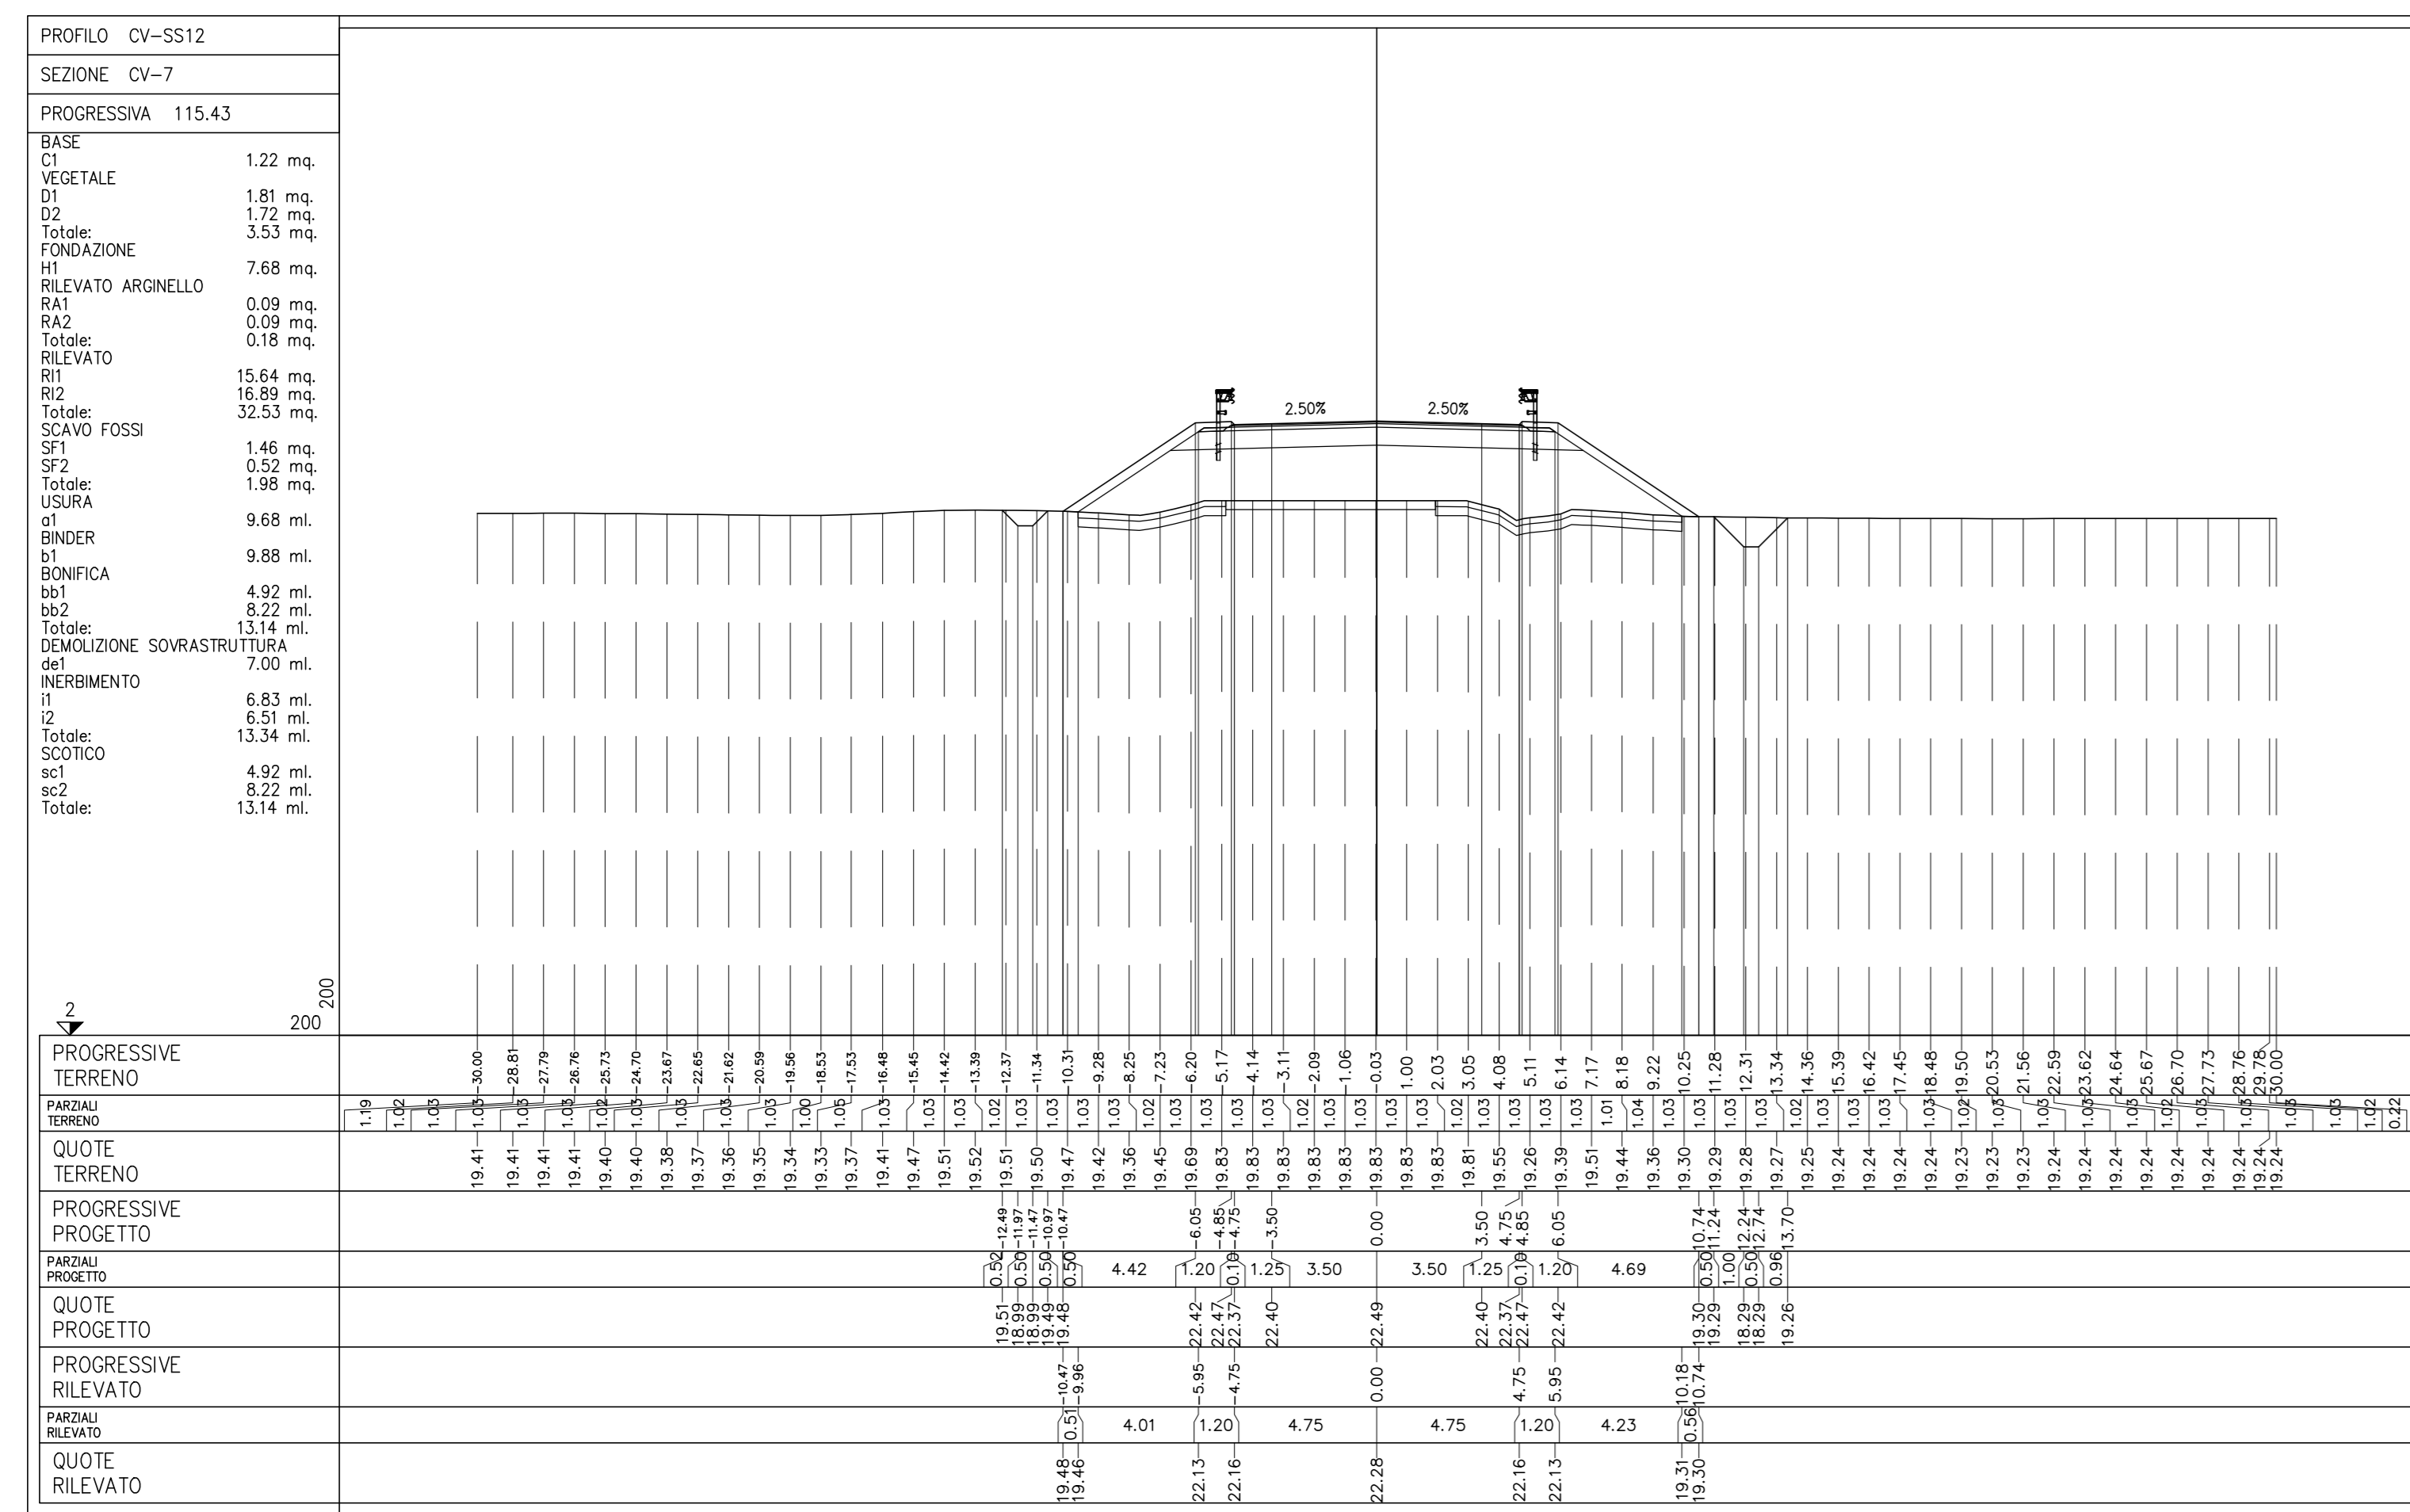 PROFILO CV-SS12
SEZIONE CV-7
PROGRESSIVA 115.43
BASE
C1 1.22 mq.
VEGETALE
D1 1.81 mq.
D2 1.72 mq.
Totale: 3.53 mq.
FONDAZIONE
H1 7.68 mq.
RILEVATO ARGINELLO
RA1 0.09 mq.
RA2 0.09 mq.
Totale: 0.18 mq.
RILEVATO
RI1 15.64 mq.
RI2 16.89 mq.
Totale: 32.53 mq.
SCAVO FOSSI
SF1 1.46 mq.
SF2 0.52 mq.
Totale: 1.98 mq.
USURA
a1 9.68 ml.
BINDER
b1 9.88 ml.
BONIFICA
bb1 4.92 ml.
bb2 8.22 ml.
Totale: 13.14 ml.
DEMOLIZIONE SOVRASTRUTTURA
de1 7.00 ml.
INERBIMENTO
i1 6.83 ml.
i2 6.51 ml.
Totale: 13.34 ml.
SCOTICO
sc1 4.92 ml.
sc2 8.22 ml.
Totale: 13.14 ml.
2.50% 2.50%
2 200 200
PROGRESSIVE TERRENO
-30.00 -28.81 -27.79 -26.76 -25.73 -24.70 -23.67 -22.65 -21.62 -20.59 -19.56 -18.53 -17.53 -16.48 -15.45 -14.42 -13.39 -12.37 -11.34 -10.31 -9.28 -8.25 -7.23 -6.20 -5.17 -4.14 -3.11 -2.09 -1.06 -0.03 1.00 2.03 3.05 4.08 5.11 6.14 7.17 8.18 9.22 10.25 11.28 12.31 13.34 14.36 15.39 16.42 17.45 18.48 19.50 20.53 21.56 22.59 23.62 24.64 25.67 26.70 27.73 28.76 29.78 30.00
PARZIALI TERRENO
1.19 1.02 1.03 1.03 1.03 1.02 1.03 1.03 1.03 1.03 1.00 1.05 1.03 1.03 1.03 1.02 1.03 1.03 1.03 1.03 1.02 1.03 1.03 1.03 1.03 1.02 1.03 1.03 1.03 1.03 1.02 1.03 1.03 1.03 1.03 1.01 1.04 1.03 1.03 1.03 1.03 1.02 1.03 1.03 1.03 1.03 1.02 1.03 1.03 1.03 1.03 1.02 1.03 1.03 1.03 1.03 1.02 0.22
QUOTE TERRENO
19.41 19.41 19.41 19.41 19.40 19.40 19.38 19.37 19.36 19.35 19.34 19.33 19.37 19.41 19.47 19.51 19.52 19.51 19.50 19.47 19.42 19.36 19.45 19.69 19.83 19.83 19.83 19.83 19.83 19.83 19.83 19.83 19.81 19.55 19.26 19.39 19.51 19.44 19.36 19.30 19.29 19.28 19.27 19.25 19.24 19.24 19.24 19.24 19.23 19.23 19.23 19.24 19.24 19.24 19.24 19.24 19.24 19.24 19.24 19.24
PROGRESSIVE PROGETTO
-12.49 -11.97 -11.47 -10.97 -10.47 -6.05 -4.85 -4.75 -3.50 0.00 3.50 4.75 4.85 6.05 10.74 11.24 12.24 12.74 13.70
PARZIALI PROGETTO
0.52 0.50 0.50 0.50 4.42 1.20 0.10 1.25 3.50 3.50 1.25 0.10 1.20 4.69 0.50 1.00 0.50 0.96
QUOTE PROGETTO
19.51 18.99 18.99 19.49 19.48 22.42 22.47 22.37 22.40 22.49 22.40 22.37 22.47 22.42 19.30 19.29 18.29 18.29 19.26
PROGRESSIVE RILEVATO
-10.47 -9.96 -5.95 -4.75 0.00 4.75 5.95 10.18 10.74
PARZIALI RILEVATO
0.51 4.01 1.20 4.75 4.75 1.20 4.23 0.56
QUOTE RILEVATO
19.48 19.46 22.13 22.16 22.28 22.16 22.13 19.31 19.30